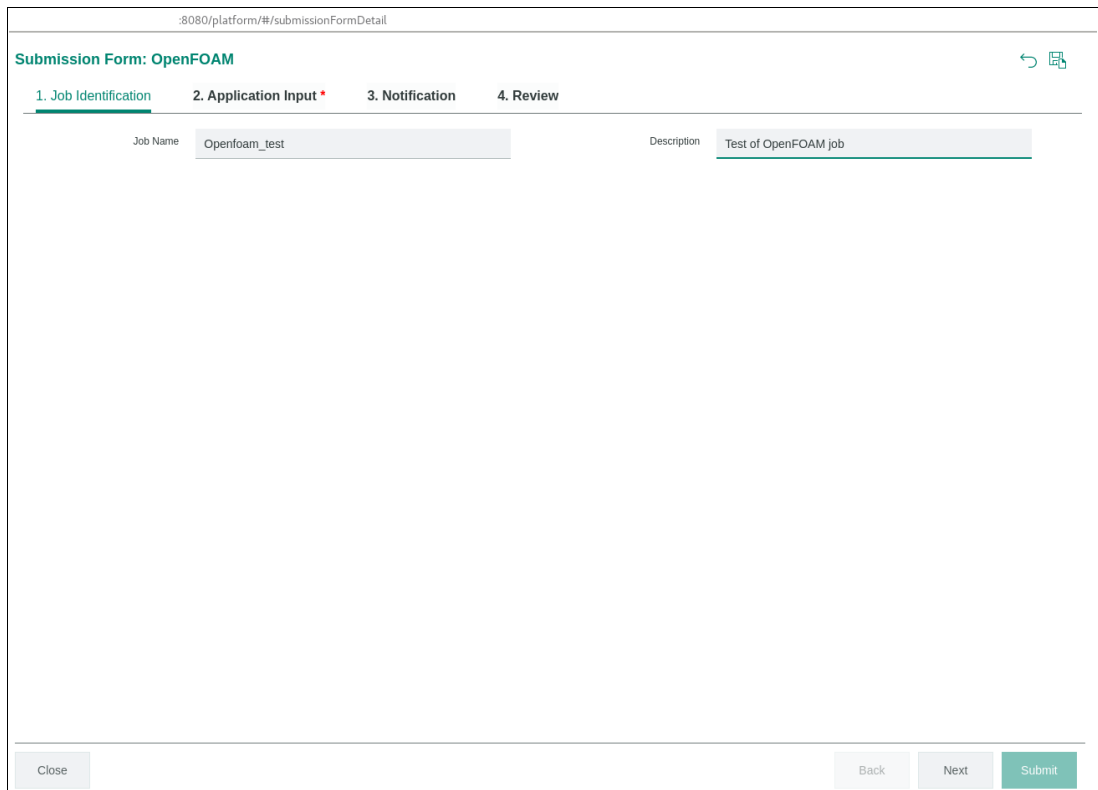 :8080/platform/#/submissionFormDetail
Submission Form: OpenFOAM
1. Job Identification 2. Application Input * 3. Notification 4. Review
Job Name Openfoam_test Description Test of OpenFOAM job
Close Back Next Submit